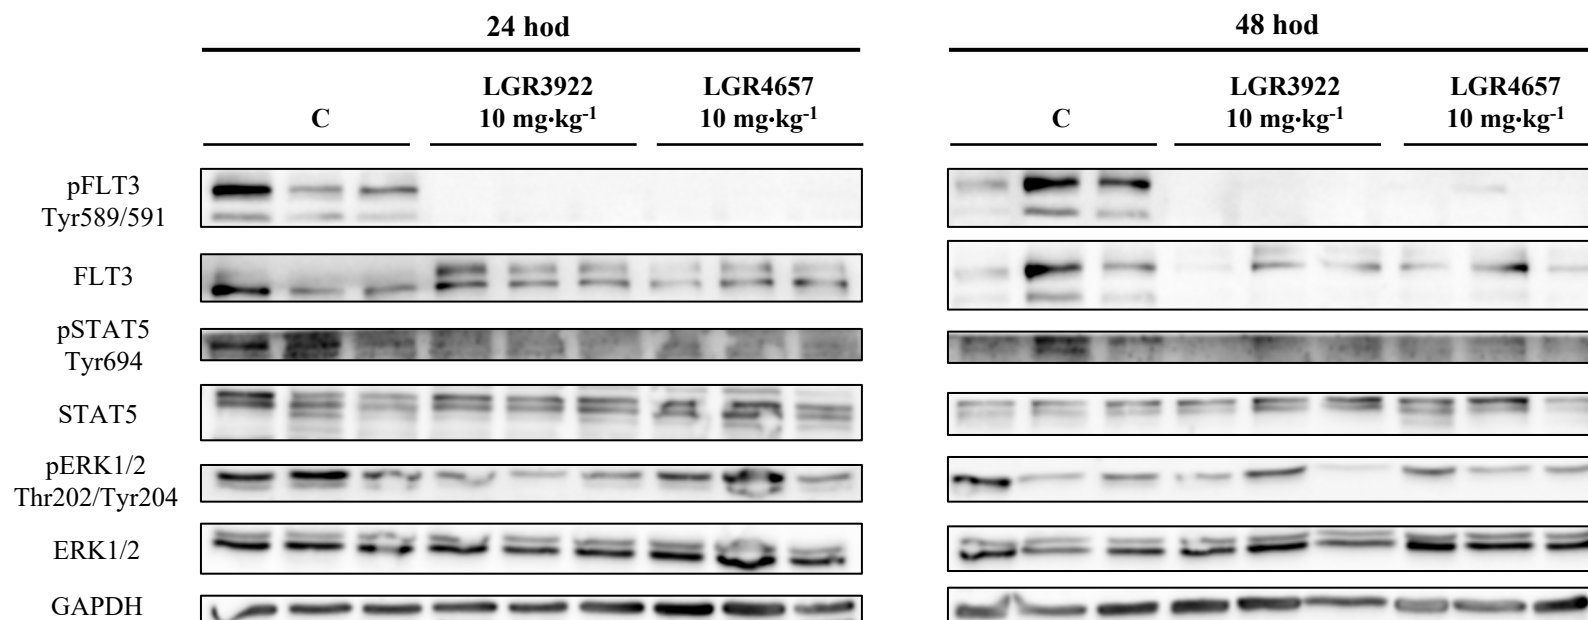 24 hod
48 hod
C
LGR3922
10 mg·kg⁻¹
LGR4657
10 mg·kg⁻¹
C
LGR3922
10 mg·kg⁻¹
LGR4657
10 mg·kg⁻¹
pFLT3
Tyr589/591
FLT3
pSTAT5
Tyr694
STAT5
pERK1/2
Thr202/Tyr204
ERK1/2
GAPDH